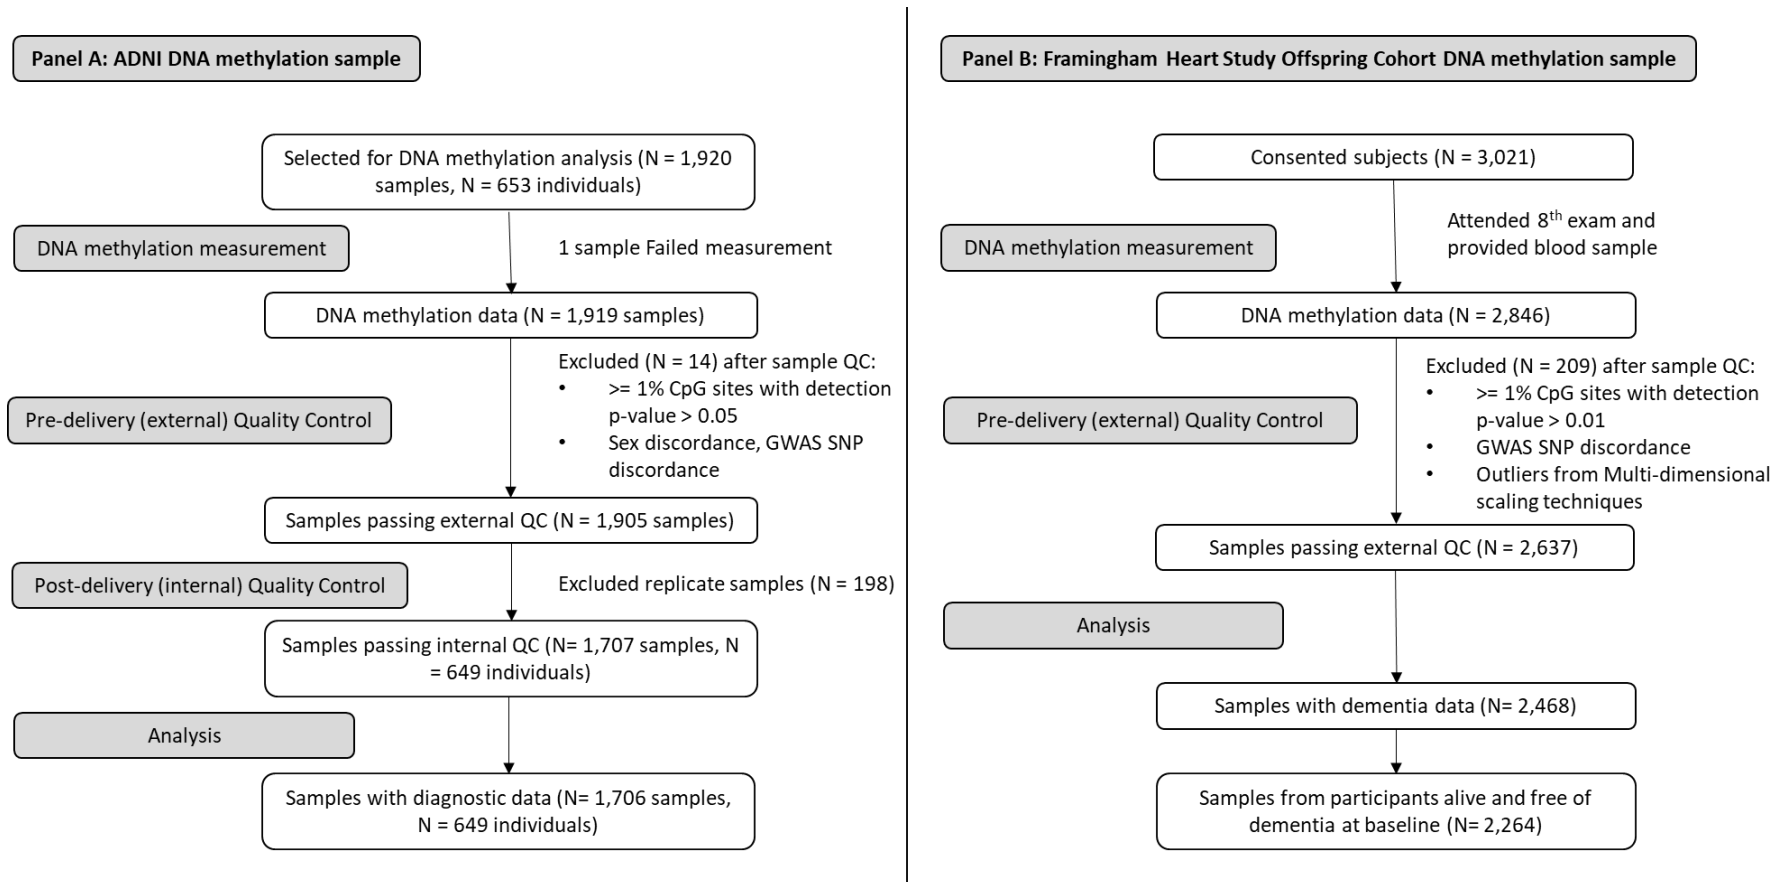 Panel A: ADNI DNA methylation sample
Selected for DNA methylation analysis (N = 1,920
samples, N = 653 individuals)
DNA methylation measurement
1 sample Failed measurement
DNA methylation data (N = 1,919 samples)
Excluded (N = 14) after sample QC:
• >= 1% CpG sites with detection
p-value > 0.05
• Sex discordance, GWAS SNP
discordance
Pre-delivery (external) Quality Control
Samples passing external QC (N = 1,905 samples)
Post-delivery (internal) Quality Control
Excluded replicate samples (N = 198)
Samples passing internal QC (N= 1,707 samples, N
= 649 individuals)
Analysis
Samples with diagnostic data (N= 1,706 samples,
N = 649 individuals)
Panel B: Framingham Heart Study Offspring Cohort DNA methylation sample
Consented subjects (N = 3,021)
Attended 8th exam and
provided blood sample
DNA methylation measurement
DNA methylation data (N = 2,846)
Excluded (N = 209) after sample QC:
• >= 1% CpG sites with detection
p-value > 0.01
• GWAS SNP discordance
• Outliers from Multi-dimensional
scaling techniques
Pre-delivery (external) Quality Control
Samples passing external QC (N = 2,637)
Analysis
Samples with dementia data (N= 2,468)
Samples from participants alive and free of
dementia at baseline (N= 2,264)